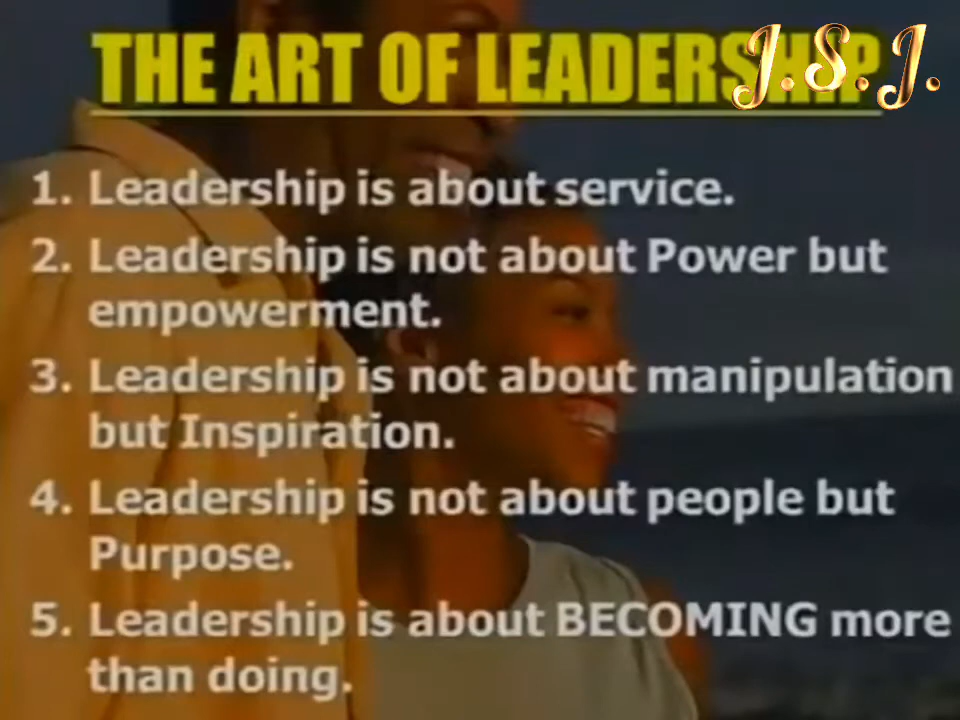 THE ART OF LEADERSHIP
J.S.J.
1. Leadership is about service.
2. Leadership is not about Power but
empowerment.
3. Leadership is not about manipulation
but Inspiration.
4. Leadership is not about people but
Purpose.
5. Leadership is about BECOMING more
than doing.